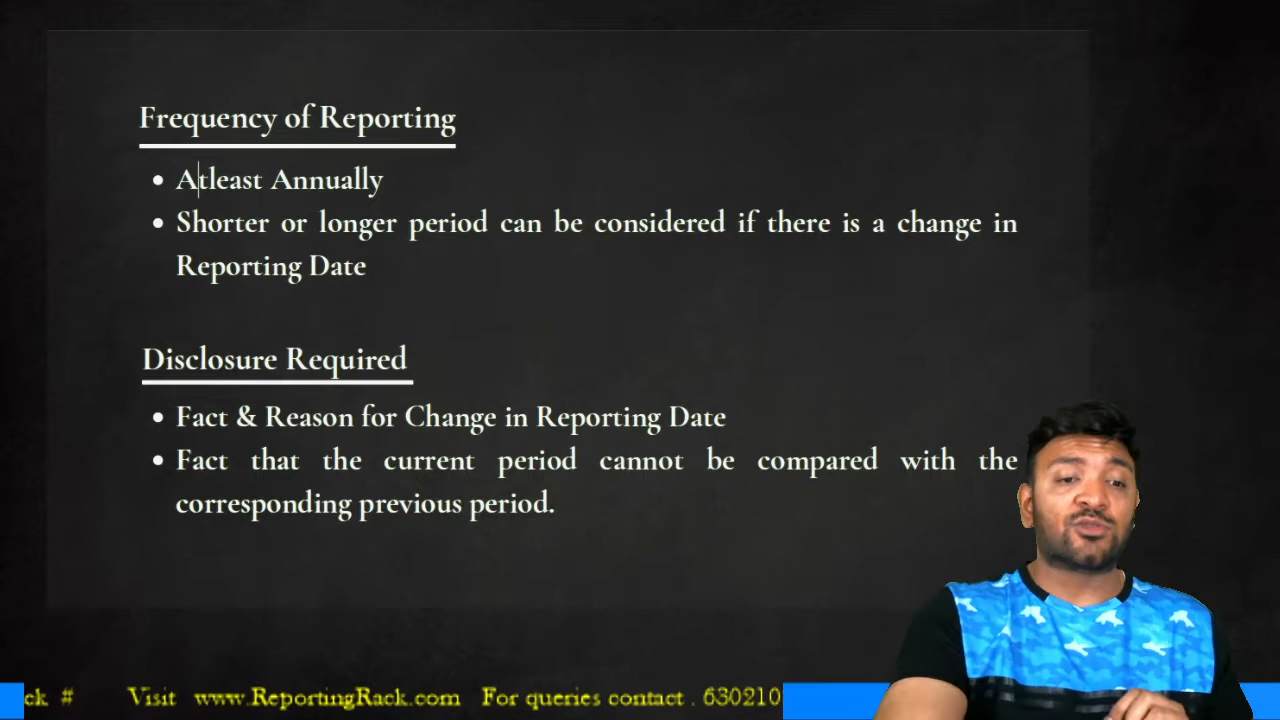 Frequency of Reporting
Atleast Annually
Shorter or longer period can be considered if there is a change in
Reporting Date
Disclosure Required
Fact & Reason for Change in Reporting Date
Fact that the current period cannot be compared with the
corresponding previous period.
ck # Visit www.ReportingRack.com For queries contact . 630210